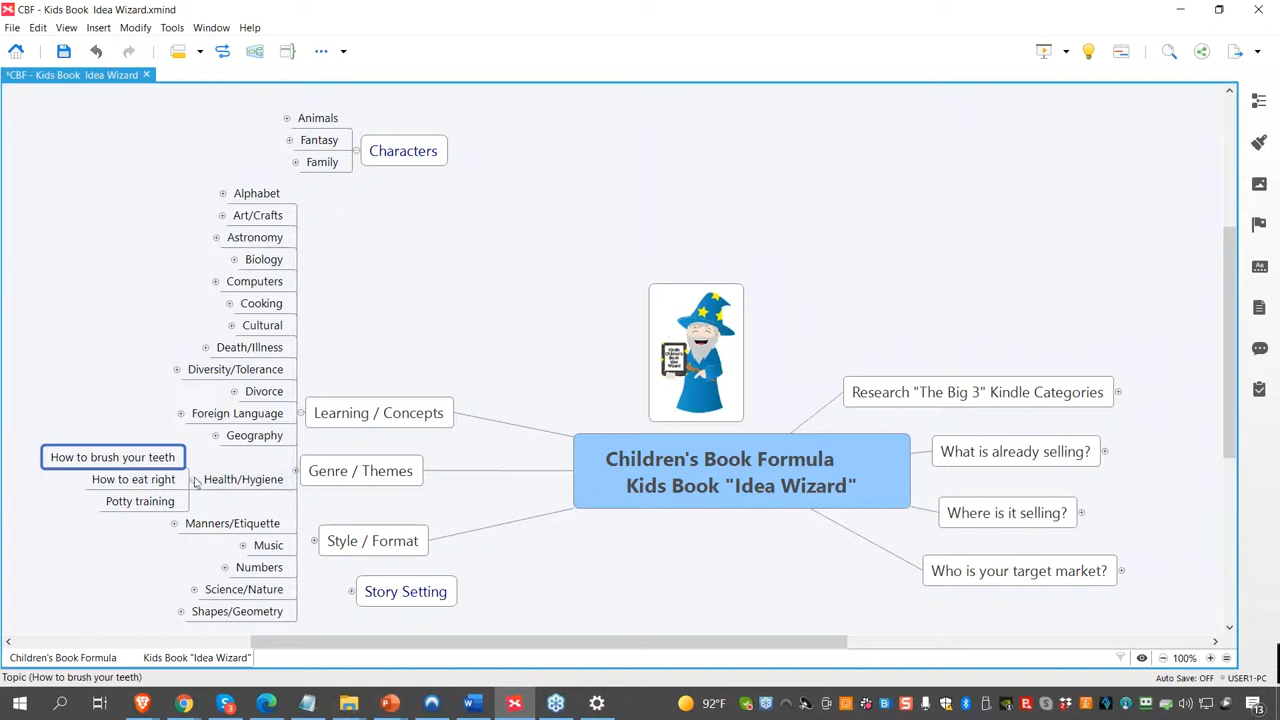 CBF - Kids Book  Idea Wizard.xmind
File Edit View Insert Modify Tools Window Help
*CBF - Kids Book  Idea Wizard
Animals
Fantasy
Family
Characters
Alphabet
Art/Crafts
Astronomy
Biology
Computers
Cooking
Cultural
Death/Illness
Diversity/Tolerance
Divorce
Foreign Language
Geography
Health/Hygiene
Manners/Etiquette
Music
Numbers
Science/Nature
Shapes/Geometry
How to brush your teeth
How to eat right
Potty training
Learning / Concepts
Genre / Themes
Style / Format
Story Setting
Kindle
Children's
Book
Idea
Wizard
Children's Book Formula
Kids Book "Idea Wizard"
Research "The Big 3" Kindle Categories
What is already selling?
Where is it selling?
Who is your target market?
Children's Book Formula
Kids Book "Idea Wizard"
100%
Topic (How to brush your teeth)
Auto Save: OFF
USER1-PC
92°F
13